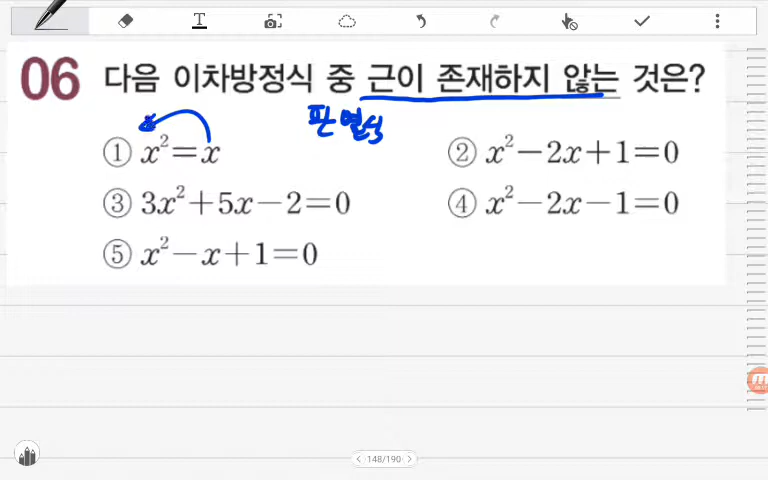 T
06 다음 이차방정식 중 근이 존재하지 않는 것은?
판별식
① x²=x
② x²-2x+1=0
③ 3x²+5x-2=0
④ x²-2x-1=0
⑤ x²-x+1=0
< 148/190 >